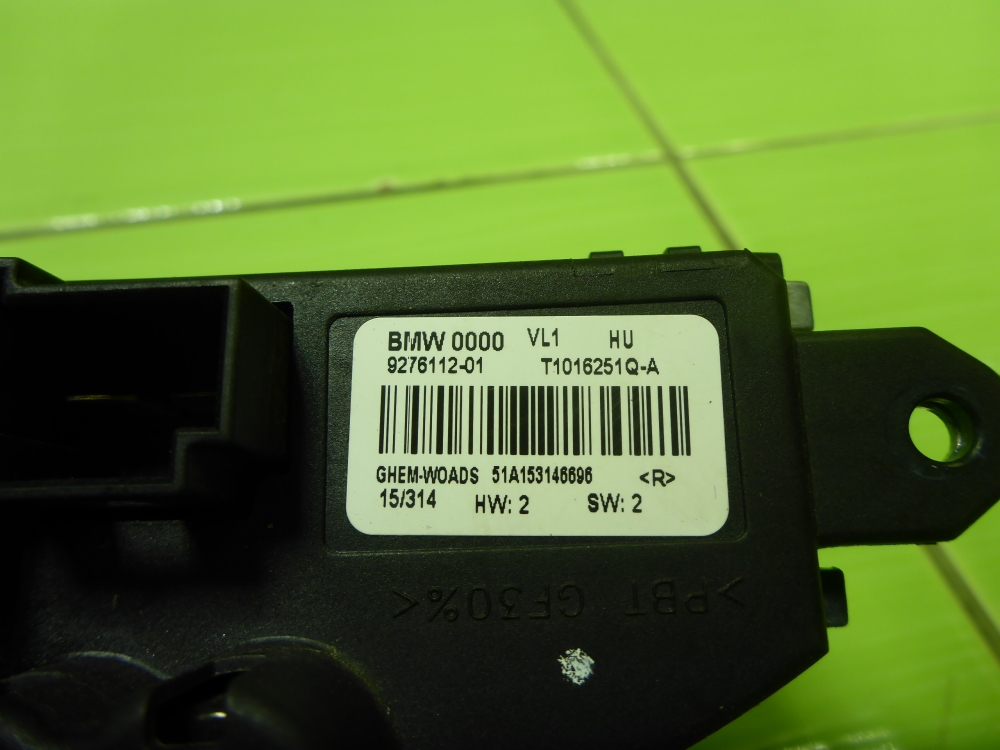 BMW 0000 VL1 HU
9276112-01 T1016251Q-A
GHEM-WOADS 51A153146696 <R>
15/314 HW: 2 SW: 2
>PBT GF30%<